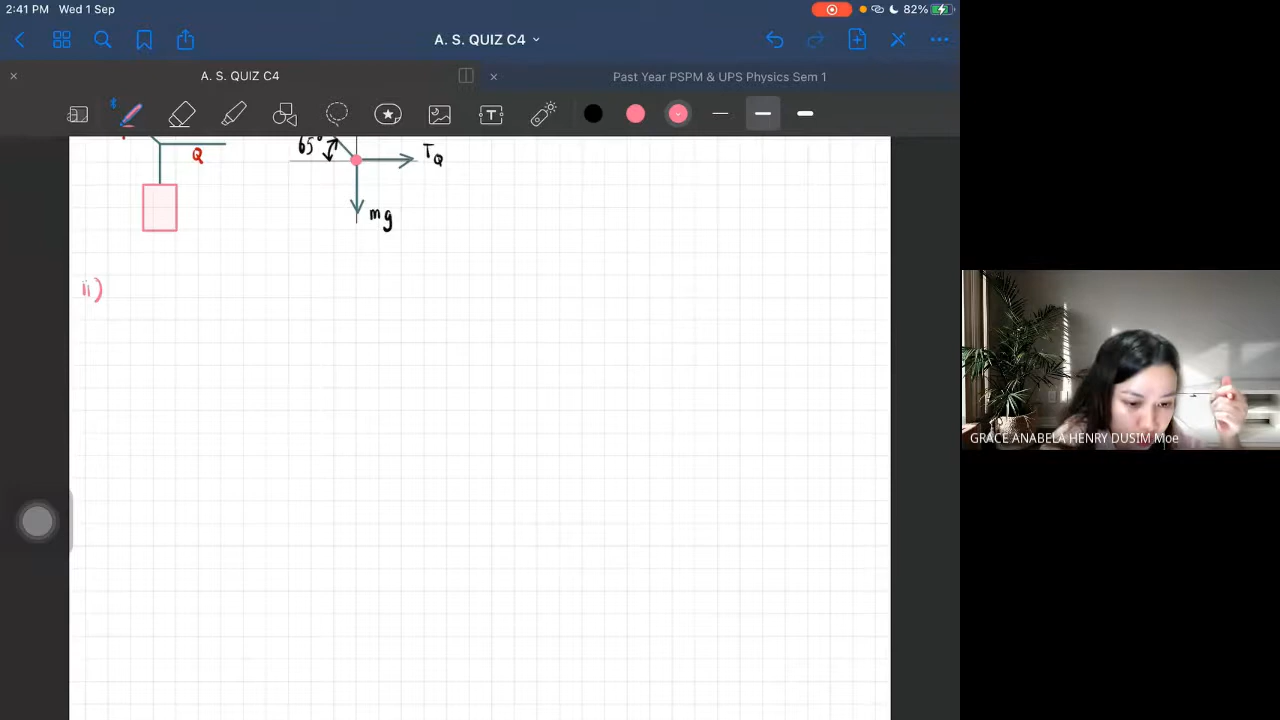 2:41 PM Wed 1 Sep
82%
A. S. QUIZ C4
A. S. QUIZ C4
Past Year PSPM & UPS Physics Sem 1
T
65°
TQ
Q
mg
ii)
GRACE ANABELA HENRY DUSIM Moe